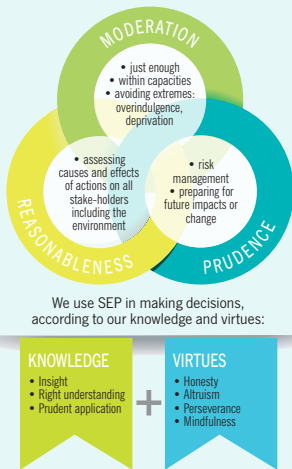 MODERATION
• just enough
• within capacities
• avoiding extremes:
overindulgence,
deprivation
• assessing
causes and effects
of actions on all
stake-holders
including the
environment
• risk
management
• preparing for
future impacts or
change
REASONABLENESS
PRUDENCE
We use SEP in making decisions,
according to our knowledge and virtues:
KNOWLEDGE
• Insight
• Right understanding
• Prudent application
+
VIRTUES
• Honesty
• Altruism
• Perseverance
• Mindfulness